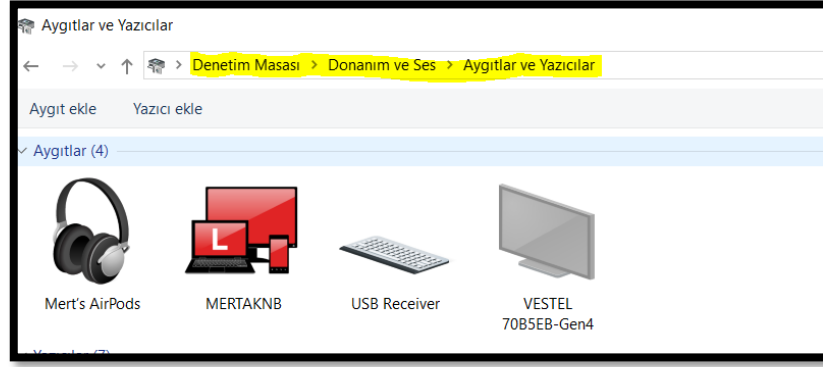 Aygıtlar ve Yazıcılar
Denetim Masası > Donanım ve Ses > Aygıtlar ve Yazıcılar
Aygıt ekle Yazıcı ekle
Aygıtlar (4)
L
Mert's AirPods MERTAKNB USB Receiver VESTEL
70B5EB-Gen4